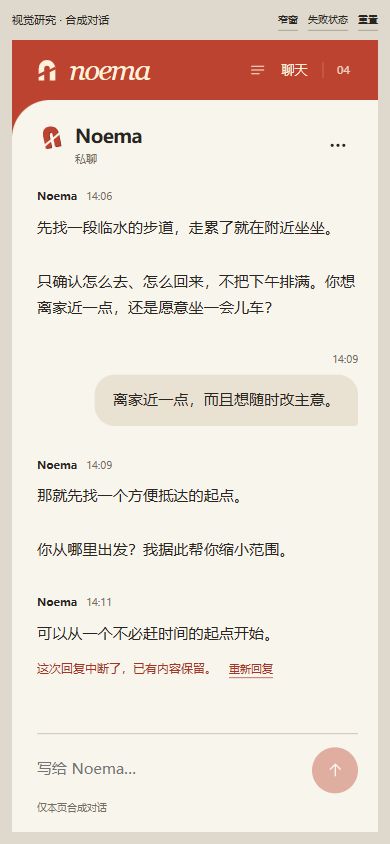 视觉研究 · 合成对话 窄窗 失败状态 重置
noema 聊天 04
Noema
私聊
Noema 14:06
先找一段临水的步道，走累了就在附近坐坐。
只确认怎么去、怎么回来，不把下午排满。你想
离家近一点，还是愿意坐一会儿车？
14:09
离家近一点，而且想随时改主意。
Noema 14:09
那就先找一个方便抵达的起点。
你从哪里出发？我据此帮你缩小范围。
Noema 14:11
可以从一个不必赶时间的起点开始。
这次回复中断了，已有内容保留。 重新回复
写给 Noema...
仅本页合成对话